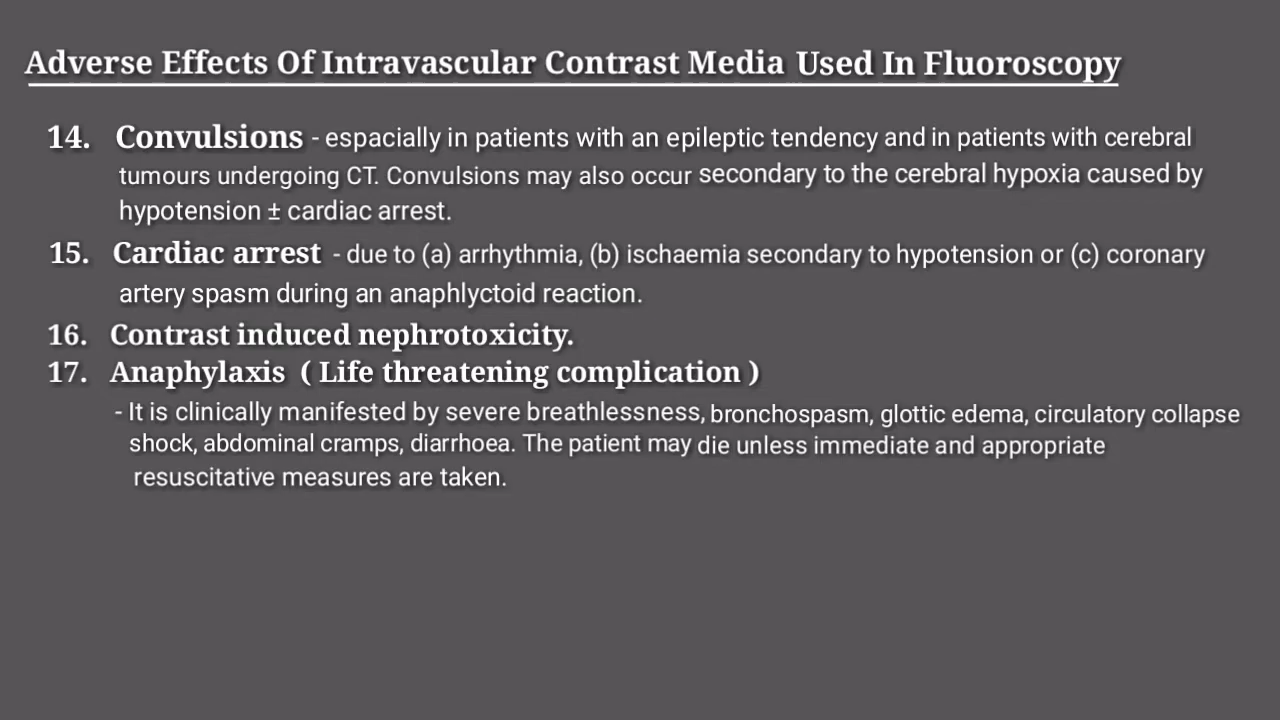 Adverse Effects Of Intravascular Contrast Media Used In Fluoroscopy
14. Convulsions - espacially in patients with an epileptic tendency and in patients with cerebral
tumours undergoing CT. Convulsions may also occur secondary to the cerebral hypoxia caused by
hypotension ± cardiac arrest.
15. Cardiac arrest - due to (a) arrhythmia, (b) ischaemia secondary to hypotension or (c) coronary
artery spasm during an anaphlyctoid reaction.
16. Contrast induced nephrotoxicity.
17. Anaphylaxis ( Life threatening complication )
- It is clinically manifested by severe breathlessness, bronchospasm, glottic edema, circulatory collapse
shock, abdominal cramps, diarrhoea. The patient may die unless immediate and appropriate
resuscitative measures are taken.